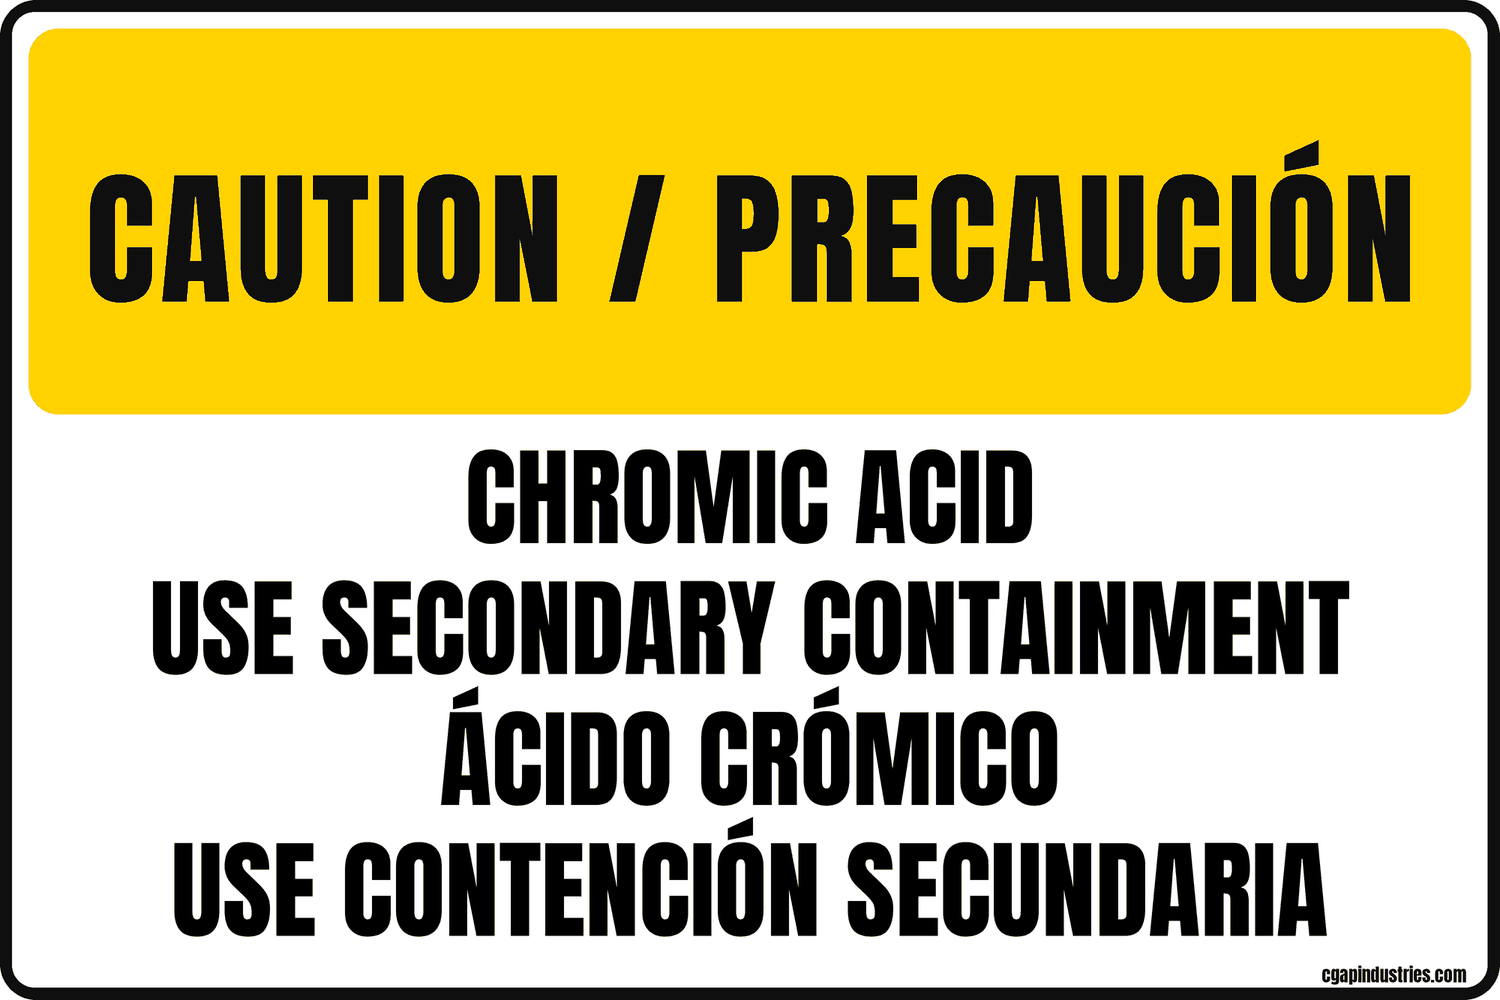 CAUTION / PRECAUCIÓN
CHROMIC ACID
USE SECONDARY CONTAINMENT
ÁCIDO CRÓMICO
USE CONTENCIÓN SECUNDARIA
cgapindustries.com